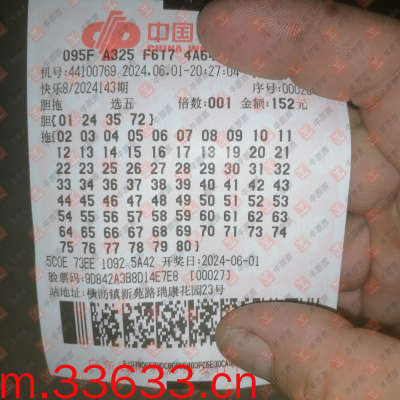 中国
CHINA
095F A325 F617 4A64
机号:44100769 2024.06.01-20:27:04
快乐8/2024143期 序号:00028
胆拖 选五 倍数:001 金额:152元
胆[01 24 35 72}
拖[02 03 04 05 06 07 08 09 10 11
12 13 14 15 16 17 18 19 20 21
22 23 25 26 27 28 29 30 31 32
33 34 36 37 38 39 40 41 42 43
44 45 46 47 48 49 50 51 52 53
54 55 56 57 58 59 60 61 62 63
64 65 66 67 68 69 70 71 73 74
75 76 77 78 79 80}
5C0E 73EE 1092 5A42 开奖日:2024-06-01
验票码:9D842A3B8D14E7E8 [00027]
站地址:横沥镇新苑路瑞康花园23号
m.33633.cn